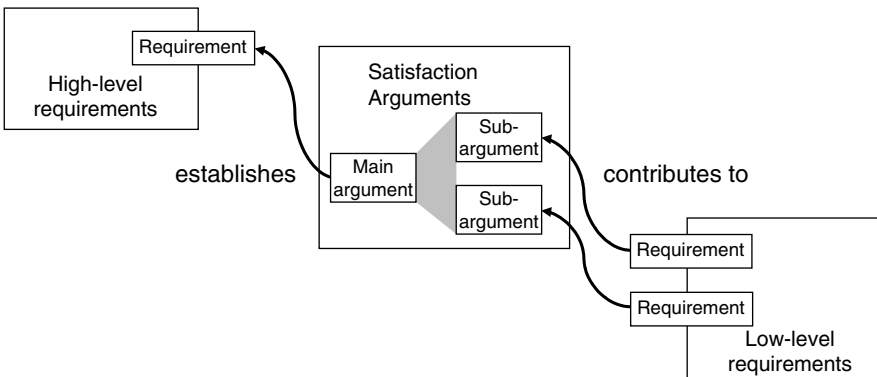 Requirement
High-level
requirements
Satisfaction
Arguments
Sub-
argument
establishes
Main
argument
contributes to
Sub-
argument
Requirement
Requirement
Low-level
requirements